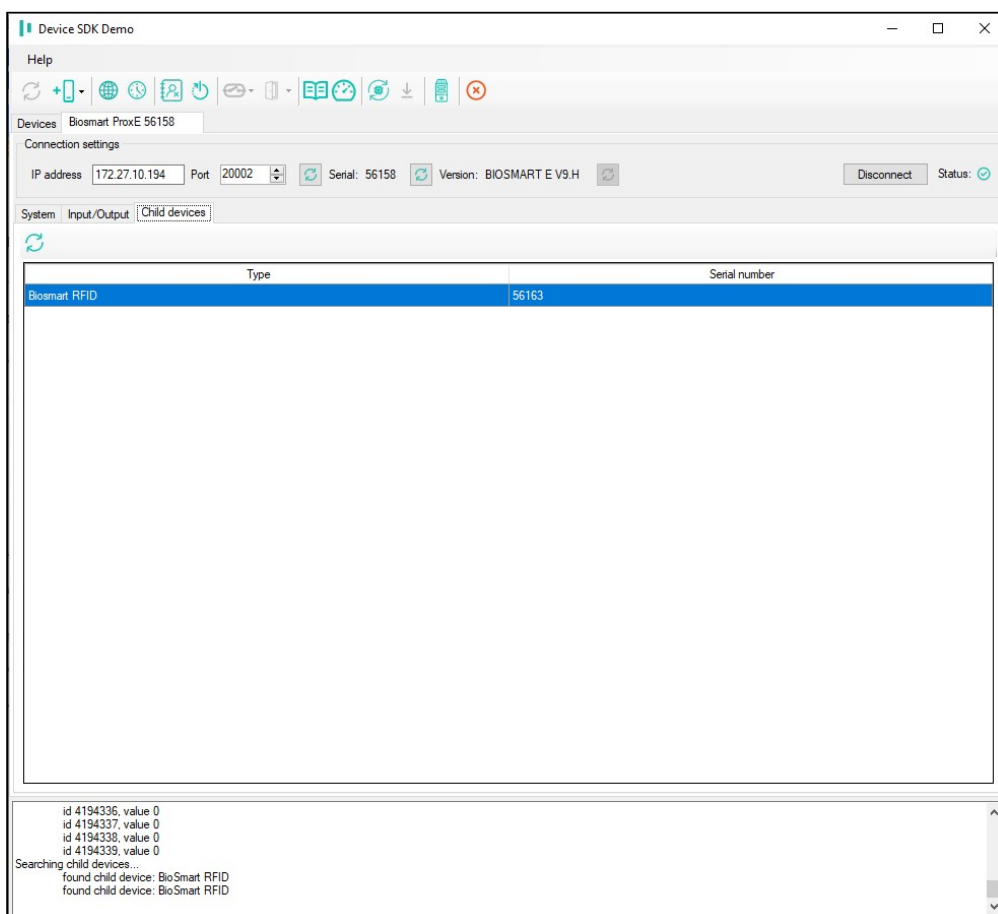 Device SDK Demo
Help
Devices Biosmart ProxE 56158
Connection settings
IP address 172.27.10.194 Port 20002 Serial: 56158 Version: BIOSMART E V9.H Disconnect Status:
System Input/Output Child devices
Type Serial number
Biosmart RFID 56163
id 4194336, value 0
id 4194337, value 0
id 4194338, value 0
id 4194339, value 0
Searching child devices...
found child device: BioSmart RFID
found child device: BioSmart RFID